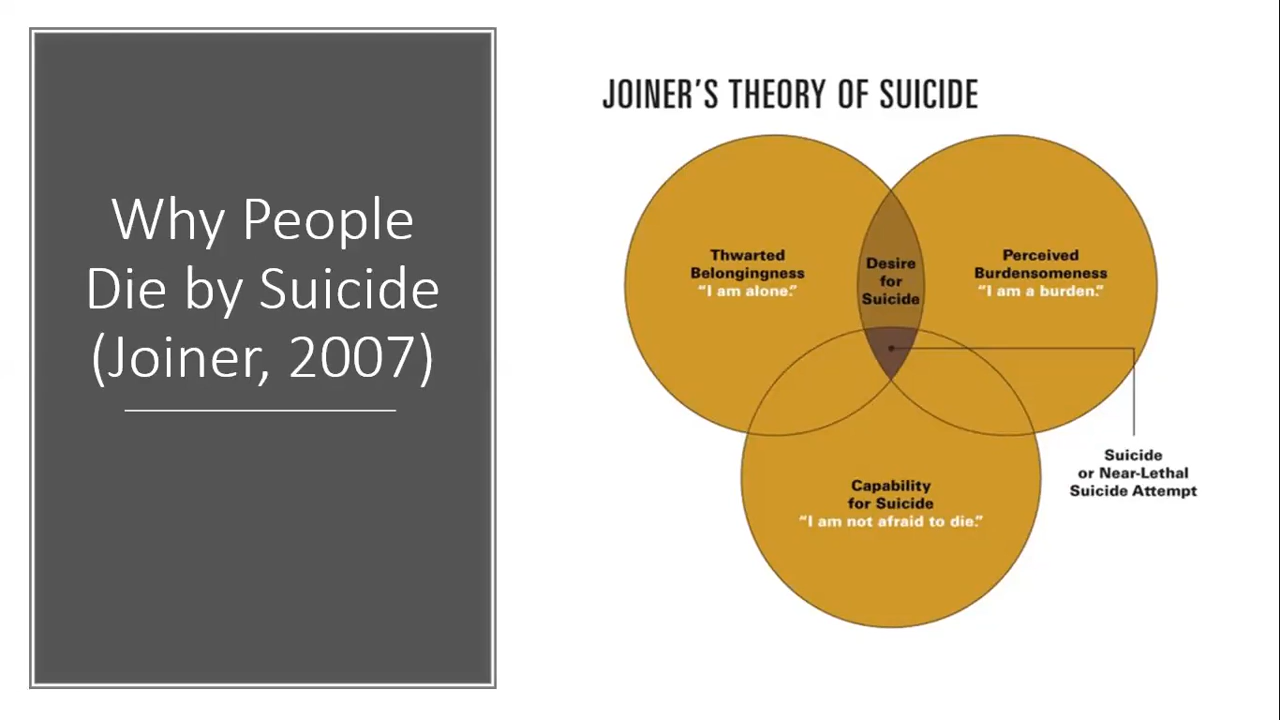 Why People
Die by Suicide
(Joiner, 2007)
JOINER'S THEORY OF SUICIDE
Thwarted
Belongingness
"I am alone."
Desire
for
Suicide
Perceived
Burdensomeness
"I am a burden."
Capability
for Suicide
"I am not afraid to die."
Suicide
or Near-Lethal
Suicide Attempt